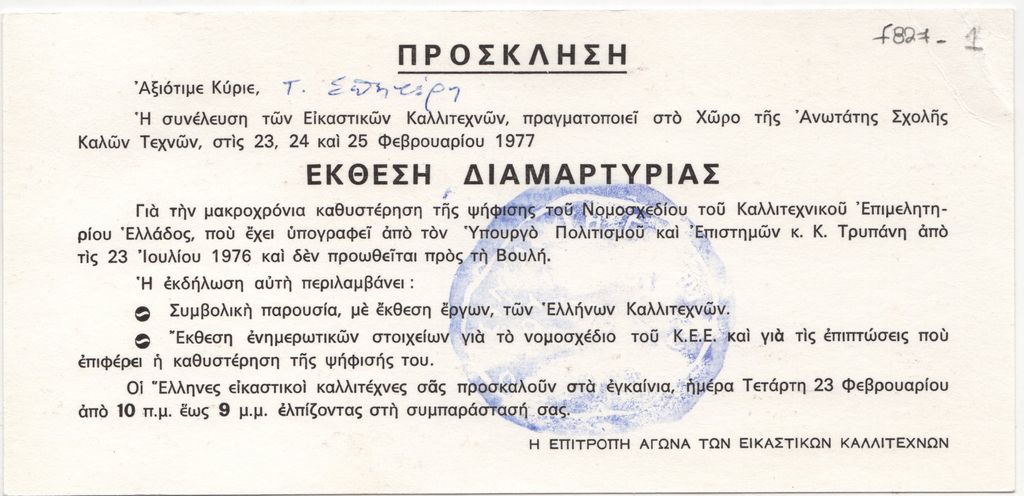 f827-1
ΠΡΟΣΚΛΗΣΗ
Ἀξιότιμε Κύριε, Τ.
Ἡ συνέλευση τῶν Εἰκαστικῶν Καλλιτεχνῶν, πραγματοποιεῖ στὸ Χῶρο τῆς Ἀνωτάτης Σχολῆς
Καλῶν Τεχνῶν, στὶς 23, 24 καὶ 25 Φεβρουαρίου 1977
ΕΚΘΕΣΗ ΔΙΑΜΑΡΤΥΡΙΑΣ
Γιὰ τὴν μακροχρόνια καθυστέρηση τῆς ψήφισης τοῦ Νομοσχεδίου τοῦ Καλλιτεχνικοῦ Ἐπιμελητη-
ρίου Ἑλλάδος, ποὺ ἔχει ὑπογραφεῖ ἀπὸ τὸν Ὑπουργὸ Πολιτισμοῦ καὶ Ἐπιστημῶν κ. Κ. Τρυπάνη ἀπὸ
τὶς 23 Ἰουλίου 1976 καὶ δὲν προωθεῖται πρὸς τὴ Βουλή.
Ἡ ἐκδήλωση αὐτὴ περιλαμβάνει :
Συμβολικὴ παρουσία, μὲ ἔκθεση ἔργων, τῶν Ἑλλήνων Καλλιτεχνῶν.
Ἔκθεση ἐνημερωτικῶν στοιχείων γιὰ τὸ νομοσχέδιο τοῦ Κ.Ε.Ε. καὶ γιὰ τὶς ἐπιπτώσεις ποὺ
ἐπιφέρει ἡ καθυστέρηση τῆς ψήφισής του.
Οἱ Ἕλληνες εἰκαστικοὶ καλλιτέχνες σᾶς προσκαλοῦν στὰ ἐγκαίνια, ἡμέρα Τετάρτη 23 Φεβρουαρίου
ἀπὸ 10 π.μ. ἕως 9 μ.μ. ἐλπίζοντας στὴ συμπαράστασή σας.
Η ΕΠΙΤΡΟΠΗ ΑΓΩΝΑ ΤΩΝ ΕΙΚΑΣΤΙΚΩΝ ΚΑΛΛΙΤΕΧΝΩΝ